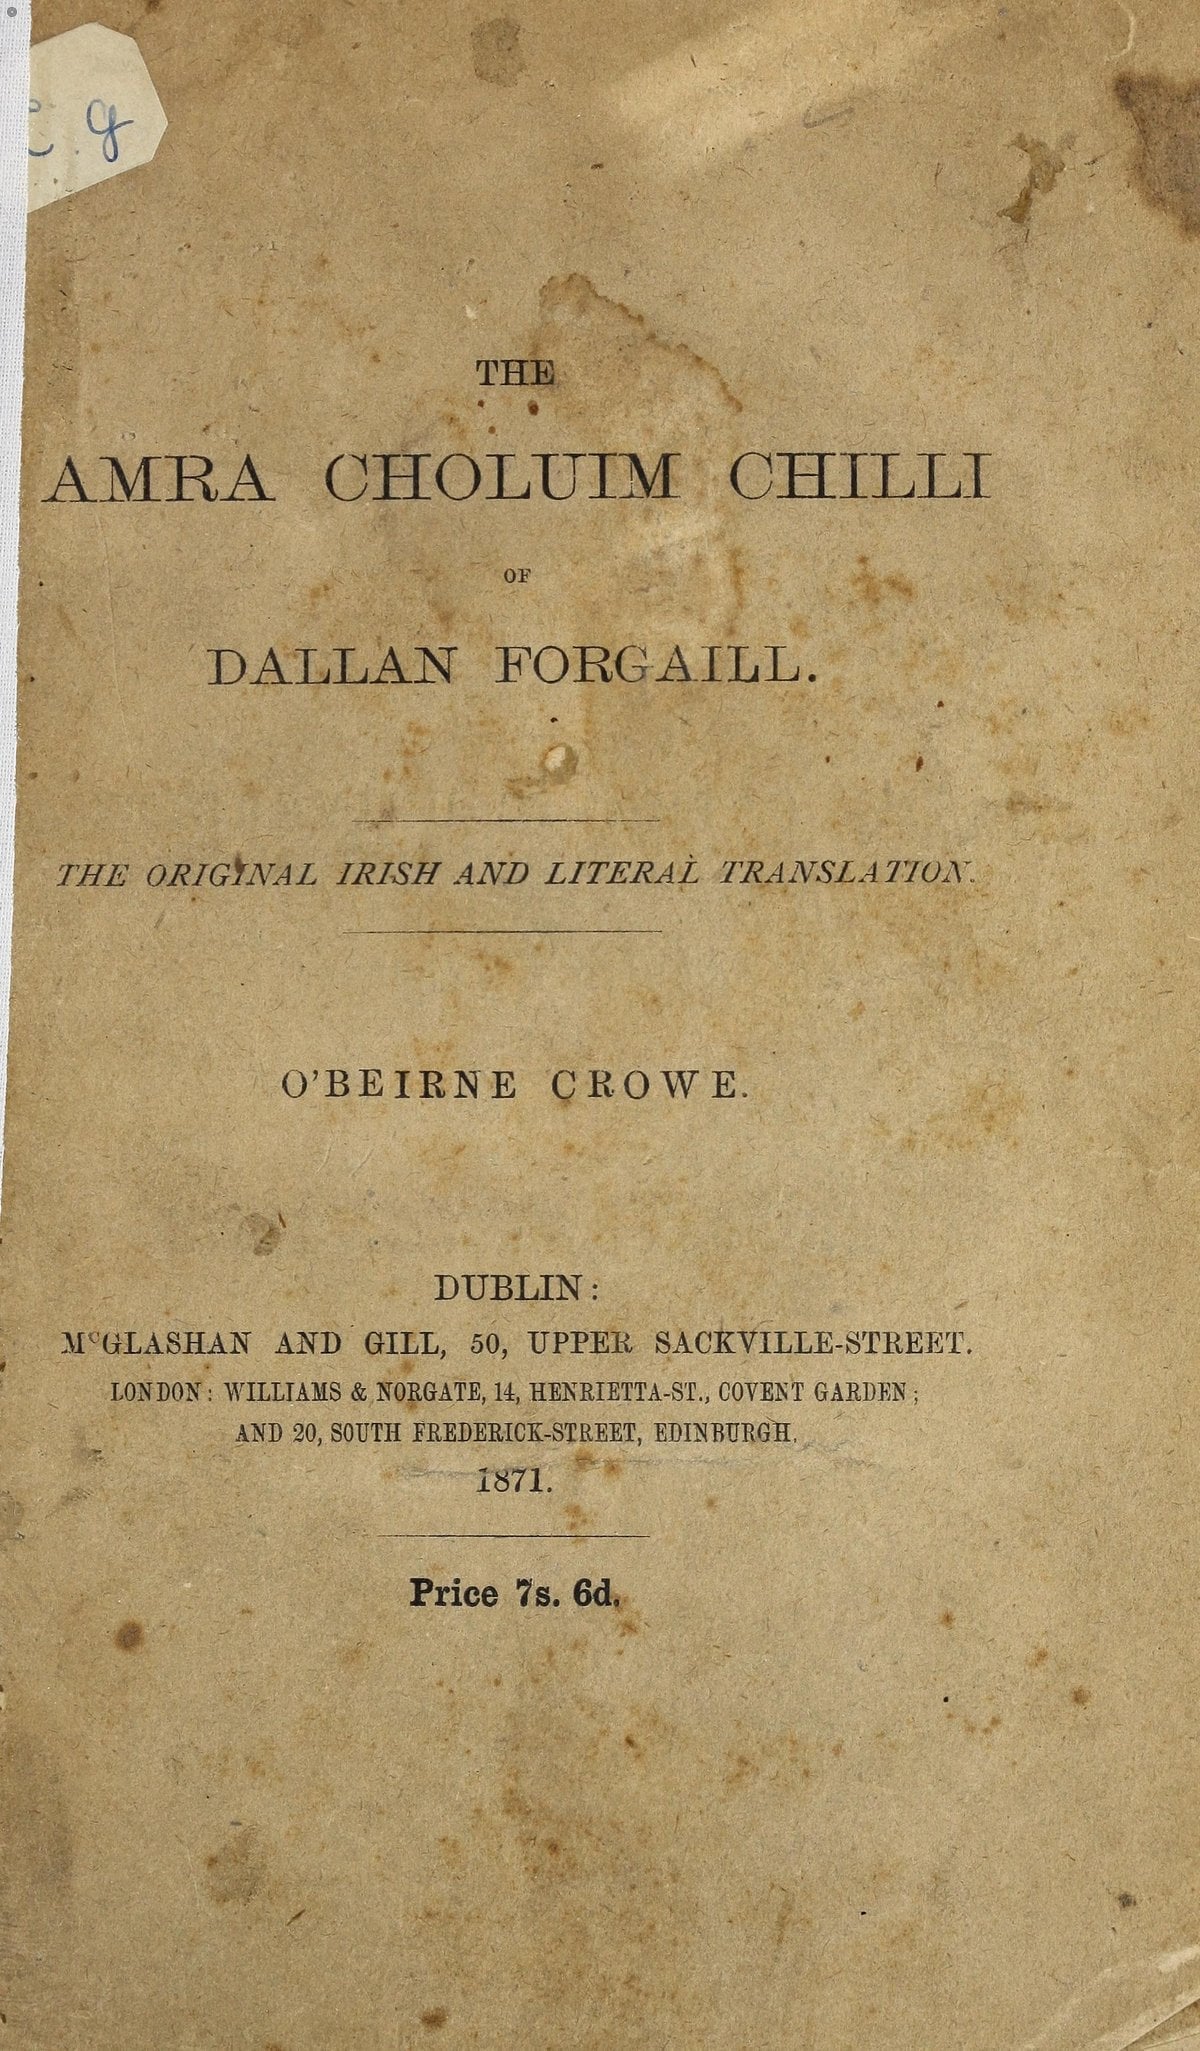 g
THE
AMRA CHOLUIM CHILLI
OF
DALLAN FORGAILL.
THE ORIGINAL IRISH AND LITERAL TRANSLATION.
O'BEIRNE CROWE.
DUBLIN:
McGLASHAN AND GILL, 50, UPPER SACKVILLE-STREET.
LONDON: WILLIAMS & NORGATE, 14, HENRIETTA-ST., COVENT GARDEN;
AND 20, SOUTH FREDERICK-STREET, EDINBURGH.
1871.
Price 7s. 6d.